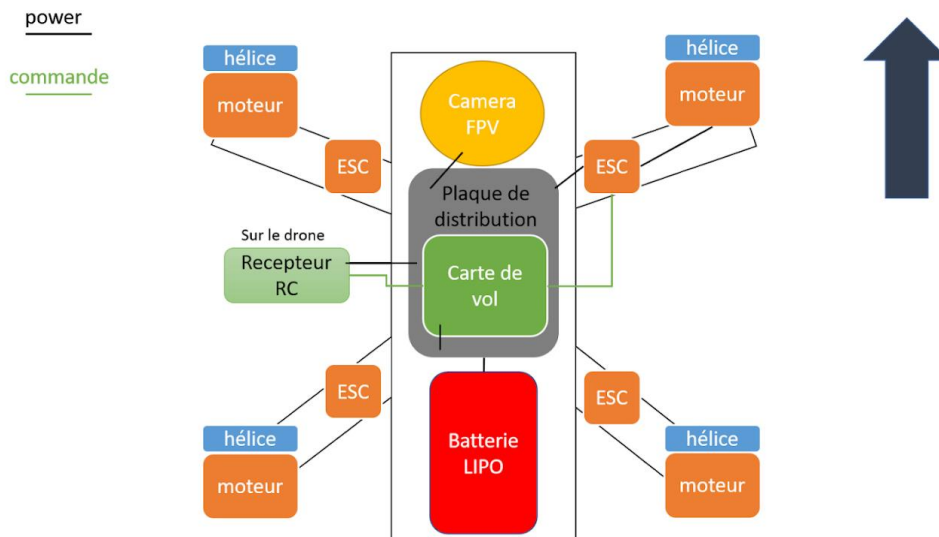 power
commande
hélice
moteur
ESC
Camera
FPV
hélice
moteur
ESC
Plaque de
distribution
Sur le drone
Recepteur
RC
Carte de
vol
ESC
hélice
moteur
Batterie
LIPO
ESC
hélice
moteur